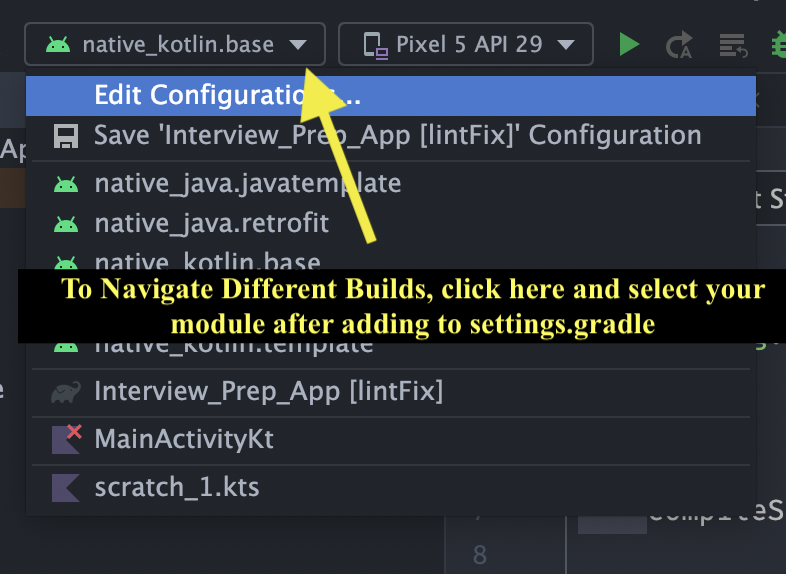 native_kotlin.base
Pixel 5 API 29
Edit Configurations...
Save 'Interview_Prep_App [lintFix]' Configuration
native_java.javatemplate
native_java.retrofit
native_kotlin.base
To Navigate Different Builds, click here and select your
module after adding to settings.gradle
native_kotlin.template
Interview_Prep_App [lintFix]
MainActivityKt
scratch_1.kts
8